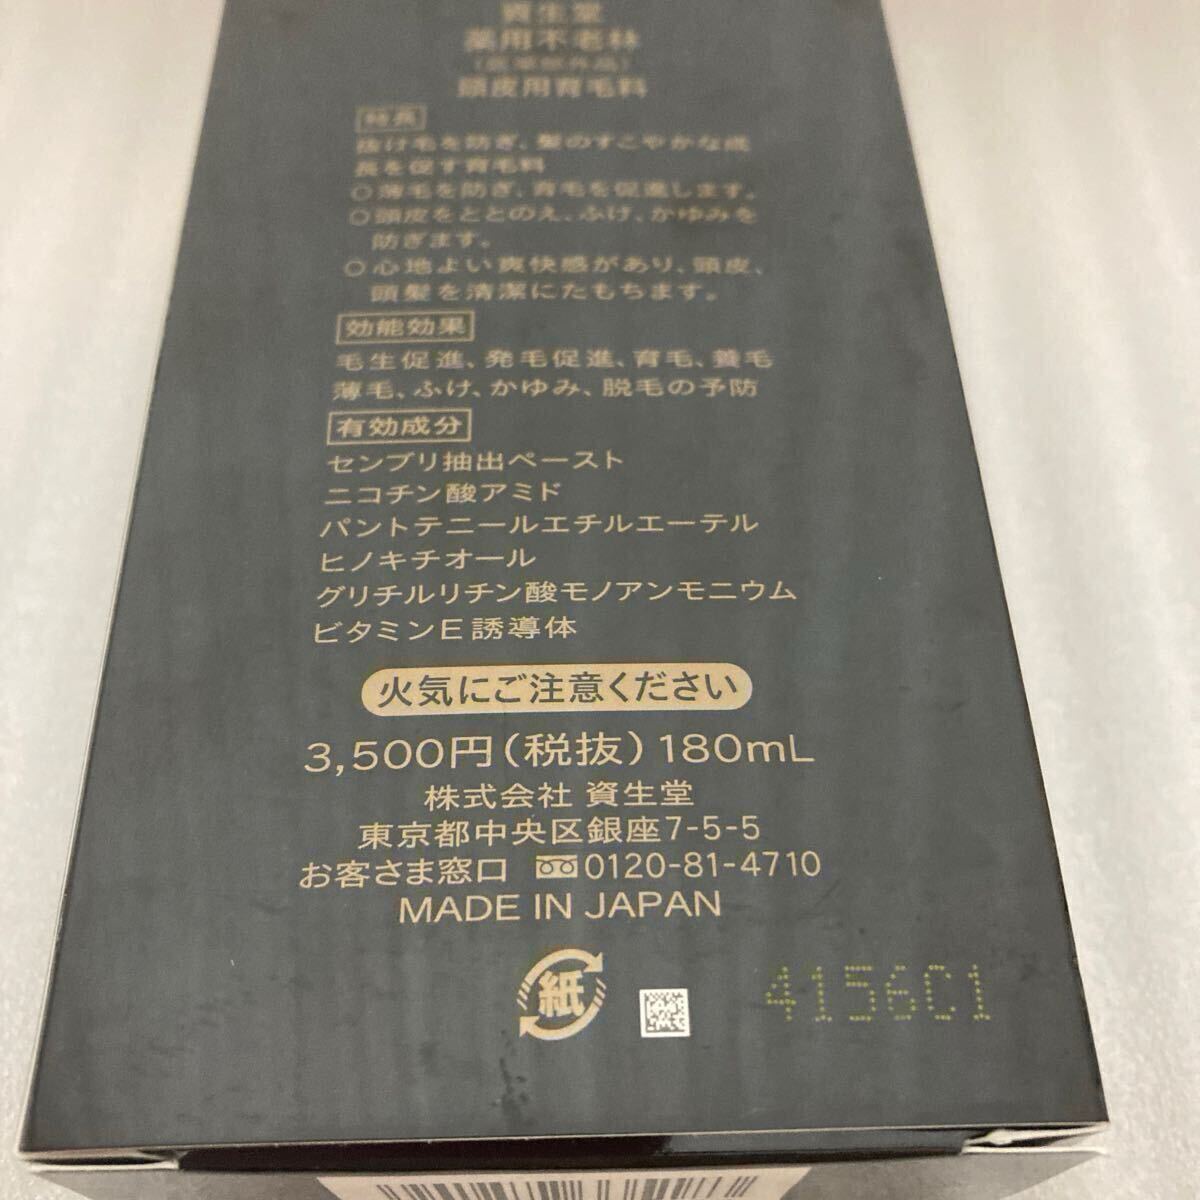 資生堂
薬用不老林
（医薬部外品）
頭皮用育毛料
特長
抜け毛を防ぎ、髪のすこやかな成
長を促す育毛料
○薄毛を防ぎ、育毛を促進します。
○頭皮をととのえ、ふけ、かゆみを
防ぎます。
○心地よい爽快感があり、頭皮、
頭髪を清潔にたもちます。
効能効果
毛生促進、発毛促進、育毛、養毛
薄毛、ふけ、かゆみ、脱毛の予防
有効成分
センブリ抽出ペースト
ニコチン酸アミド
パントテニールエチルエーテル
ヒノキチオール
グリチルリチン酸モノアンモニウム
ビタミンE誘導体
火気にご注意ください
3,500円（税抜）180mL
株式会社 資生堂
東京都中央区銀座7-5-5
お客さま窓口 0120-81-4710
MADE IN JAPAN
紙
4156C1